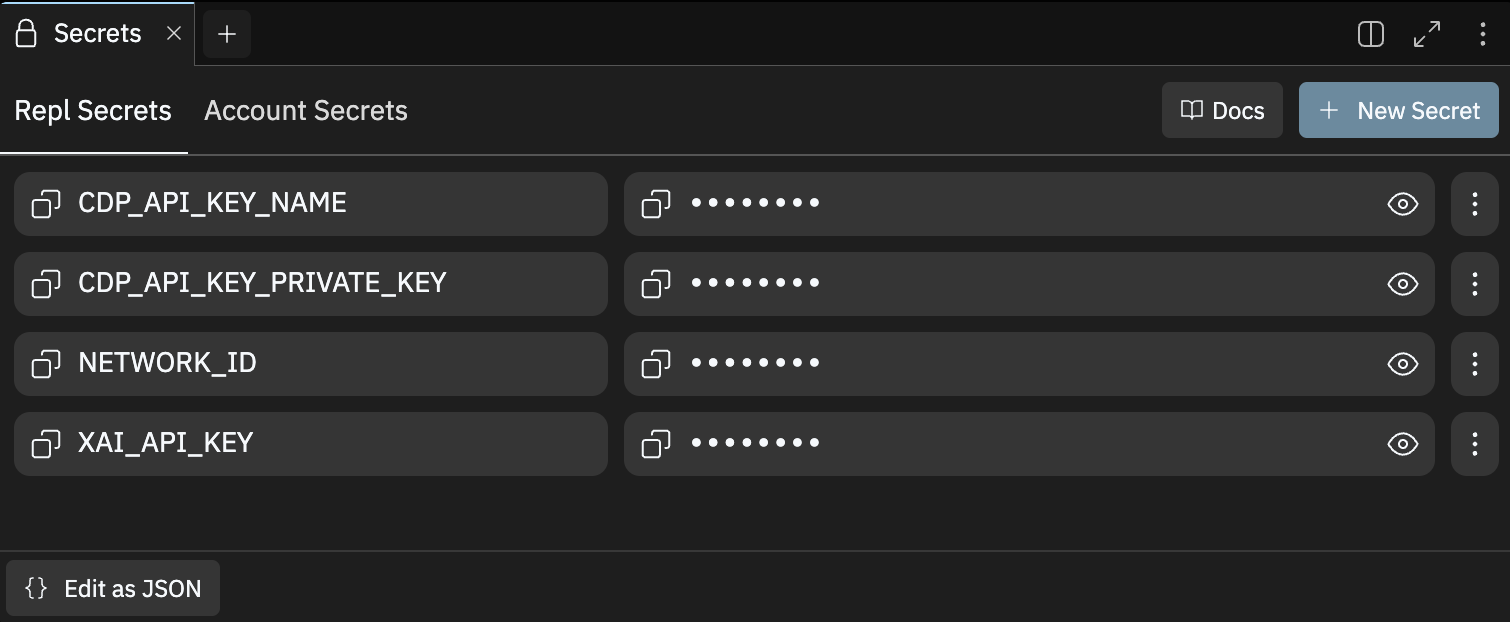 Secrets
Repl Secrets Account Secrets Docs New Secret
CDP_API_KEY_NAME ••••••••
CDP_API_KEY_PRIVATE_KEY ••••••••
NETWORK_ID ••••••••
XAI_API_KEY ••••••••
{} Edit as JSON